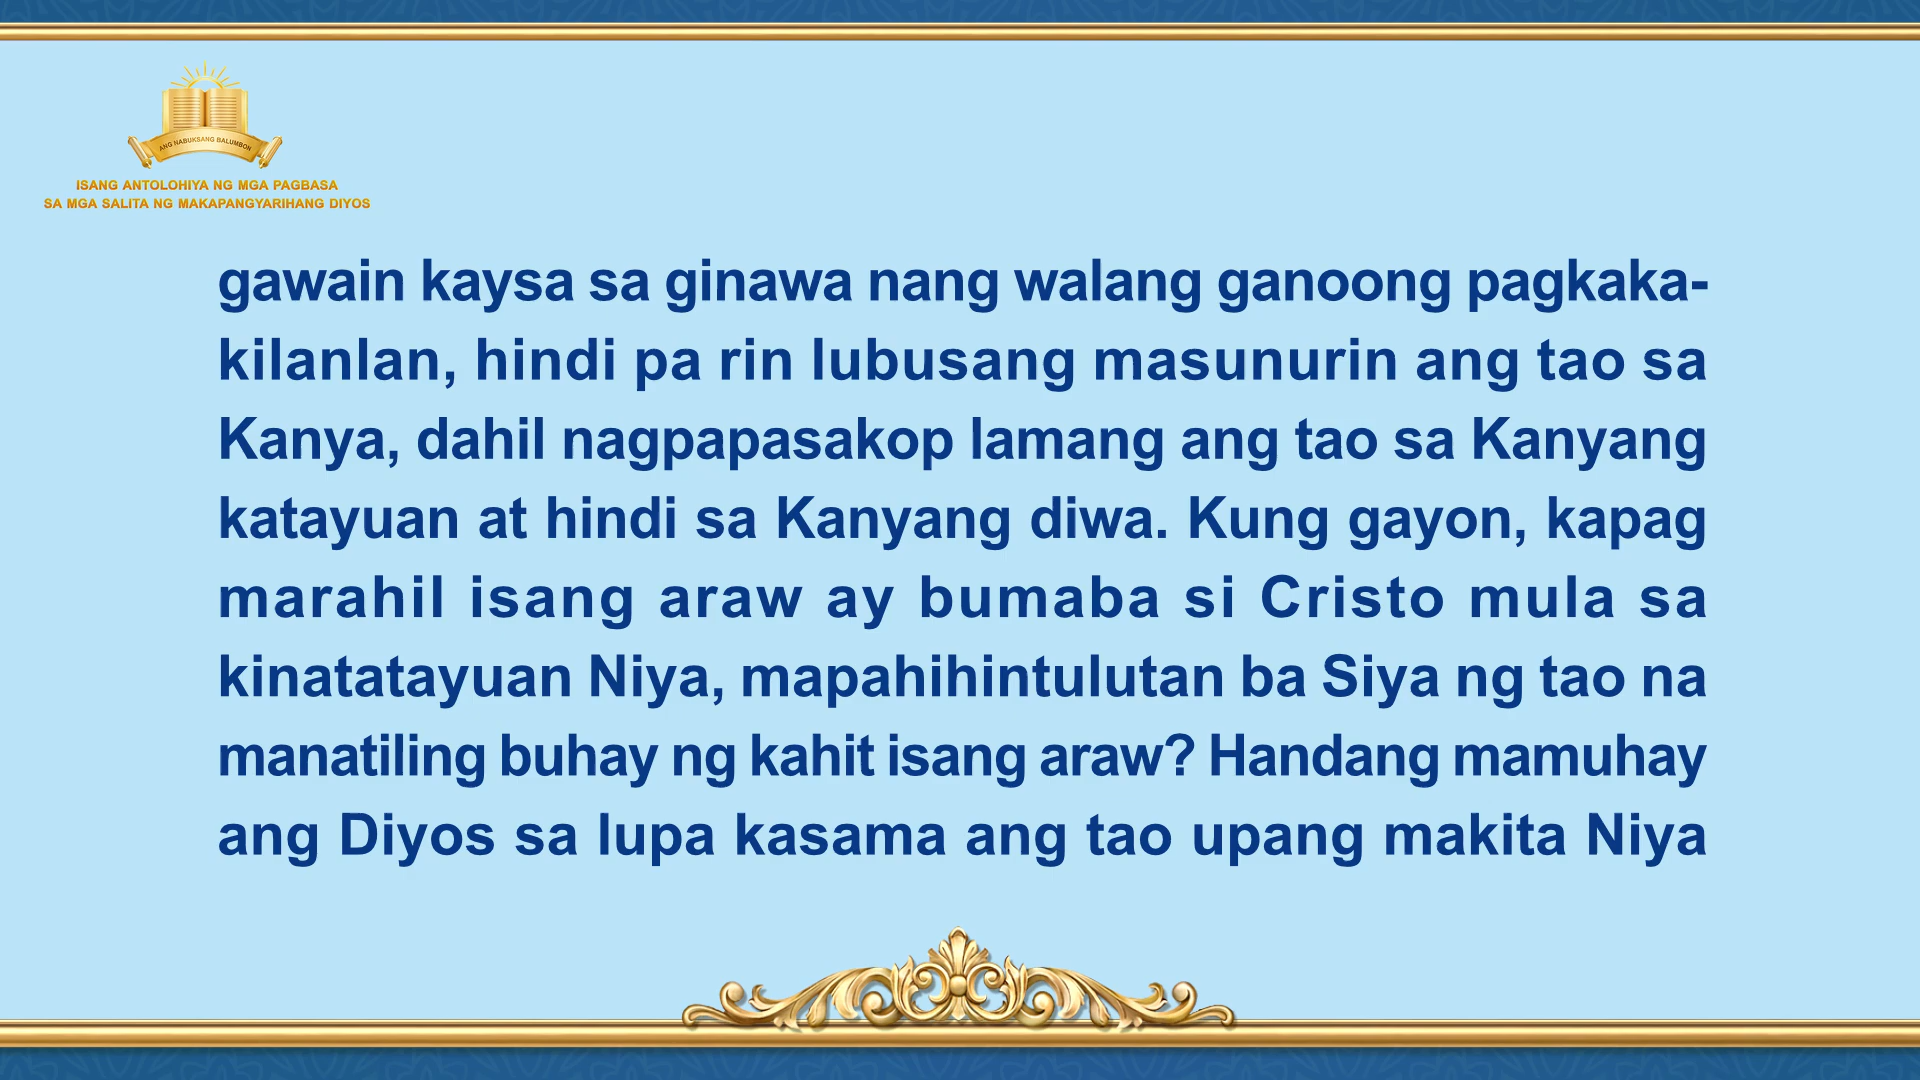 ANG NABUKSANG BALUMBON
ISANG ANTOLOHIYA NG MGA PAGBASA
SA MGA SALITA NG MAKAPANGYARIHANG DIYOS
gawain kaysa sa ginawa nang walang ganoong pagkaka-
kilanlan, hindi pa rin lubusang masunurin ang tao sa
Kanya, dahil nagpapasakop lamang ang tao sa Kanyang
katayuan at hindi sa Kanyang diwa. Kung gayon, kapag
marahil isang araw ay bumaba si Cristo mula sa
kinatatayuan Niya, mapahihintulutan ba Siya ng tao na
manatiling buhay ng kahit isang araw? Handang mamuhay
ang Diyos sa lupa kasama ang tao upang makita Niya